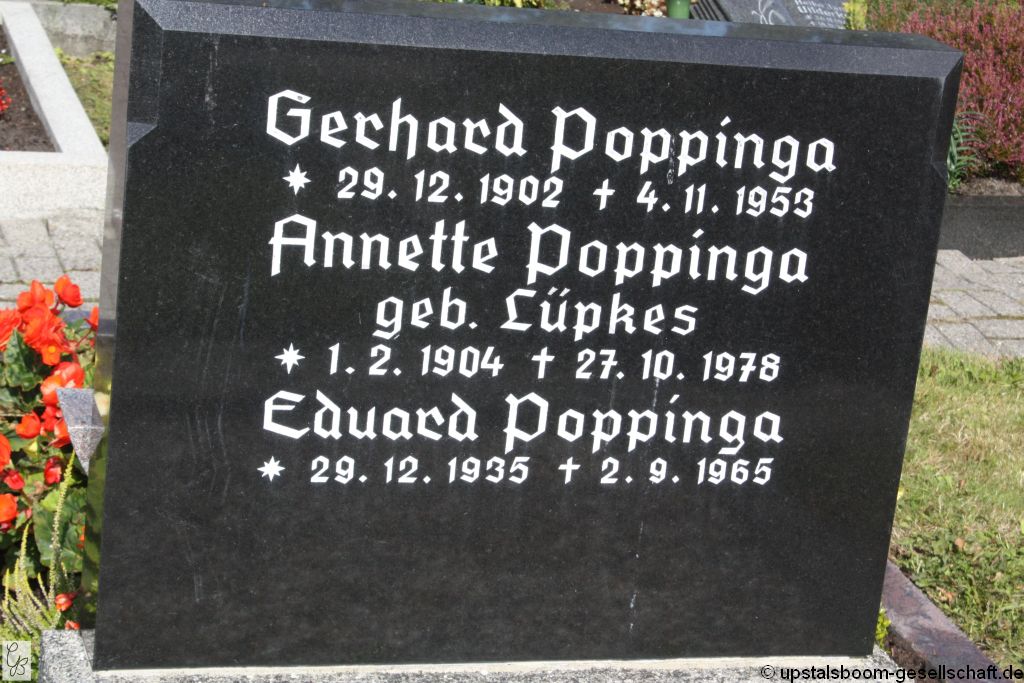 Gerhard Poppinga
* 29. 12. 1902 † 4. 11. 1953
Annette Poppinga
geb. Lüpkes
* 1. 2. 1904 † 27. 10. 1978
Eduard Poppinga
* 29. 12. 1935 † 2. 9. 1965
© upstalsboom-gesellschaft.de